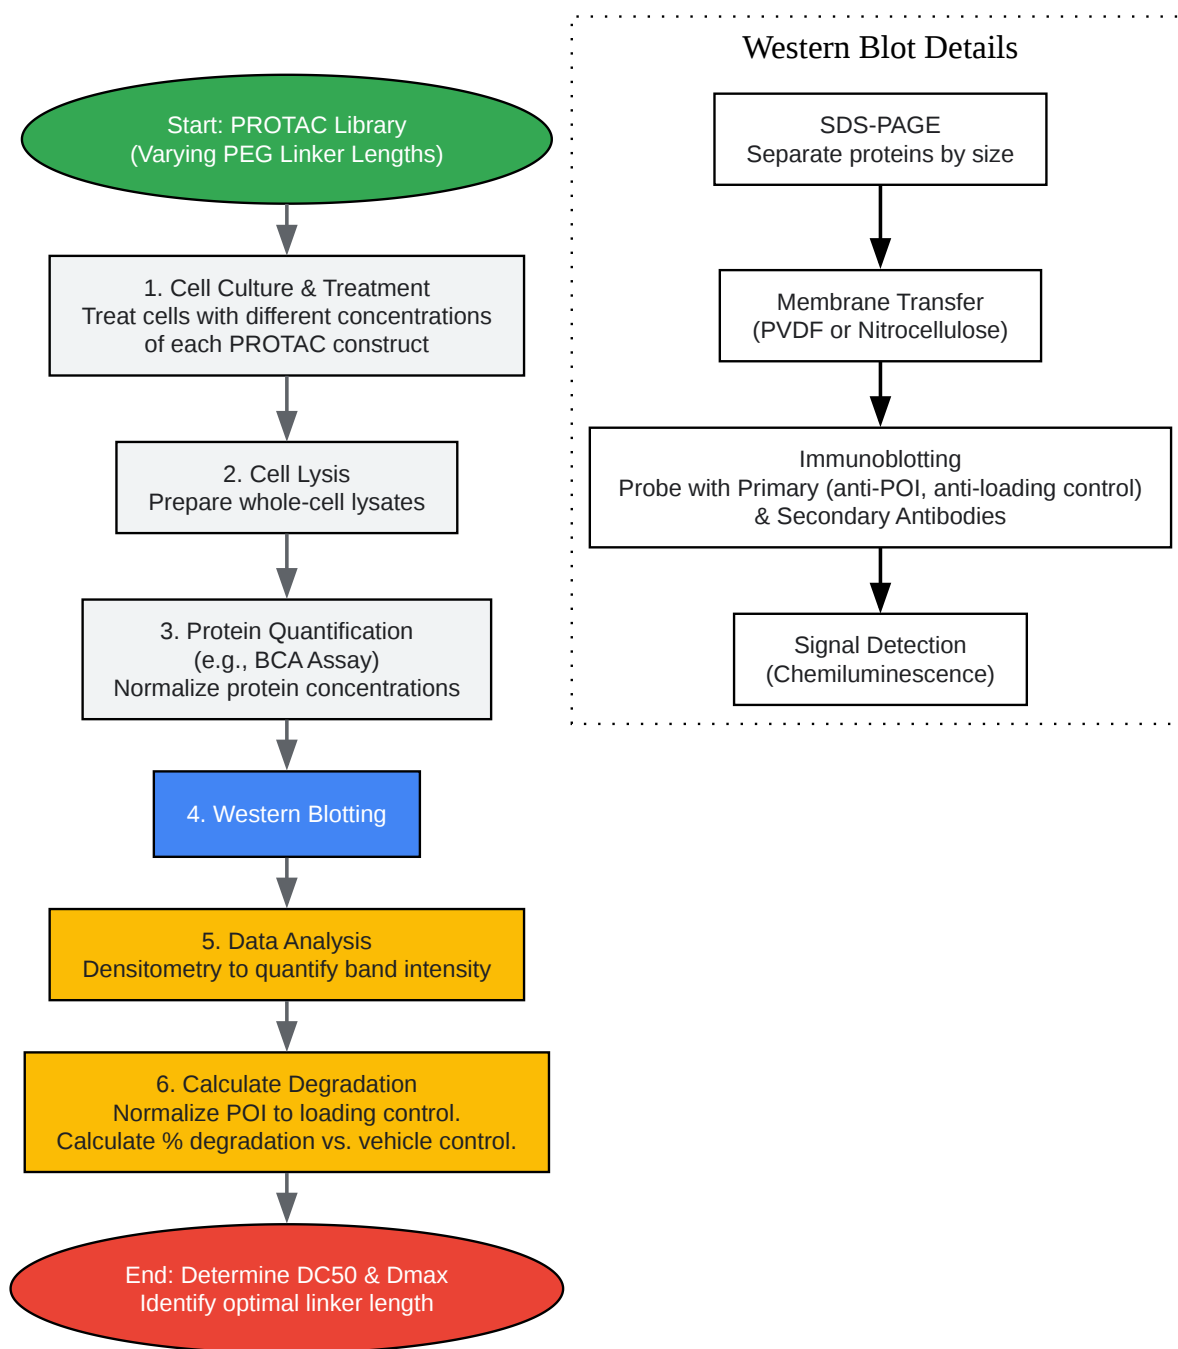 Start: PROTAC Library
(Varying PEG Linker Lengths)
1. Cell Culture & Treatment
Treat cells with different concentrations
of each PROTAC construct
2. Cell Lysis
Prepare whole-cell lysates
3. Protein Quantification
(e.g., BCA Assay)
Normalize protein concentrations
4. Western Blotting
5. Data Analysis
Densitometry to quantify band intensity
6. Calculate Degradation
Normalize POI to loading control.
Calculate % degradation vs. vehicle control.
End: Determine DC50 & Dmax
Identify optimal linker length
Western Blot Details
SDS-PAGE
Separate proteins by size
Membrane Transfer
(PVDF or Nitrocellulose)
Immunoblotting
Probe with Primary (anti-POI, anti-loading control)
& Secondary Antibodies
Signal Detection
(Chemiluminescence)